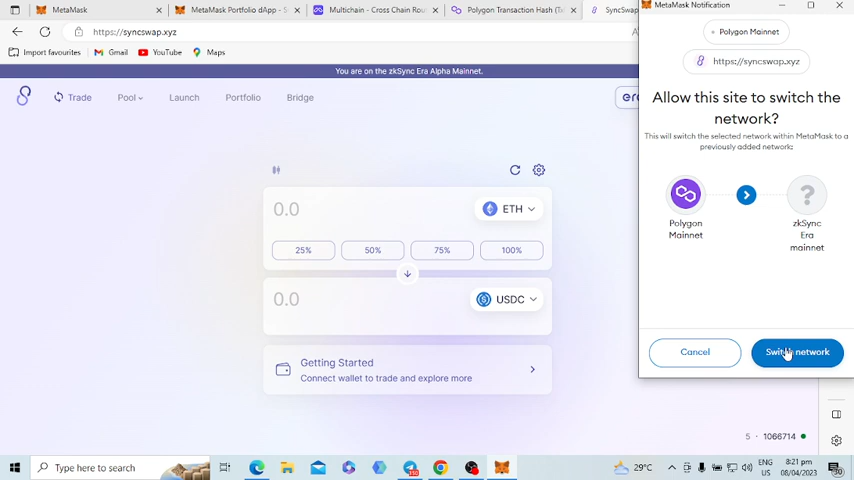 MetaMask
MetaMask Portfolio dApp - S
Multichain - Cross Chain Rou
Polygon Transaction Hash (Tx
SyncSwap
https://syncswap.xyz
Import favourites
Gmail
YouTube
Maps
You are on the zkSync Era Alpha Mainnet.
Trade
Pool
Launch
Portfolio
Bridge
era
0.0
ETH
25%
50%
75%
100%
0.0
USDC
Getting Started
Connect wallet to trade and explore more
5 · 1066714
MetaMask Notification
Polygon Mainnet
https://syncswap.xyz
Allow this site to switch the
network?
This will switch the selected network within MetaMask to a
previously added network:
?
Polygon
Mainnet
zkSync
Era
mainnet
Cancel
Switch network
Type here to search
29°C
ENG
US
8:21 pm
08/04/2023
30